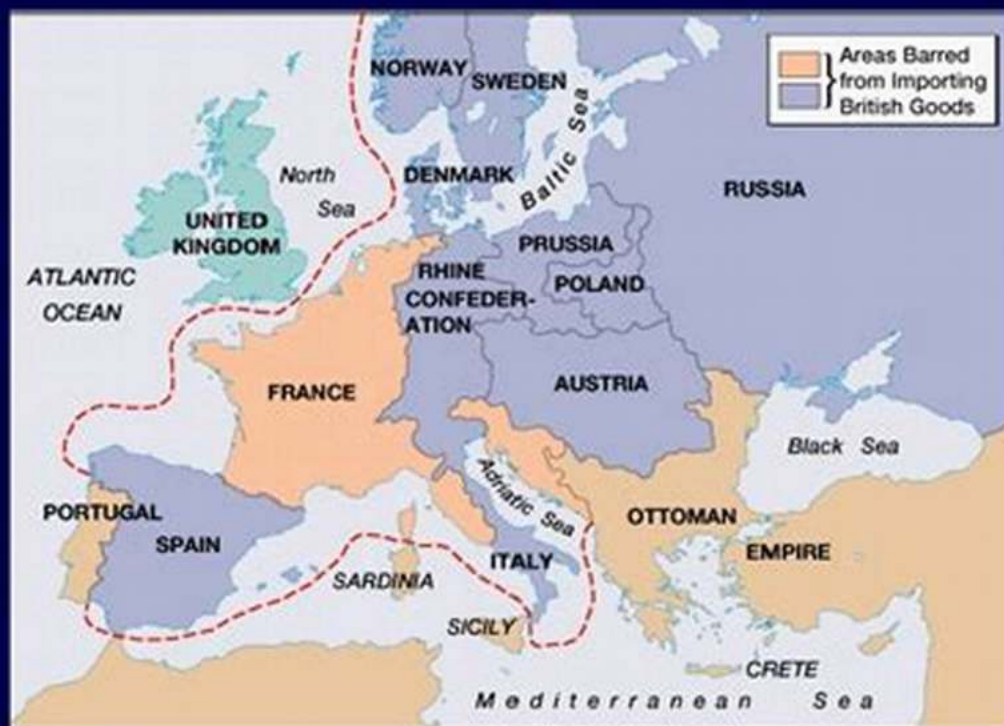 Areas Barred
from Importing
British Goods
NORWAY
SWEDEN
Baltic Sea
North
Sea
DENMARK
RUSSIA
UNITED
KINGDOM
PRUSSIA
ATLANTIC
OCEAN
RHINE
CONFEDER-
ATION
POLAND
FRANCE
AUSTRIA
Black Sea
Adriatic Sea
PORTUGAL
SPAIN
OTTOMAN
EMPIRE
ITALY
SARDINIA
SICILY
CRETE
Mediterranean Sea